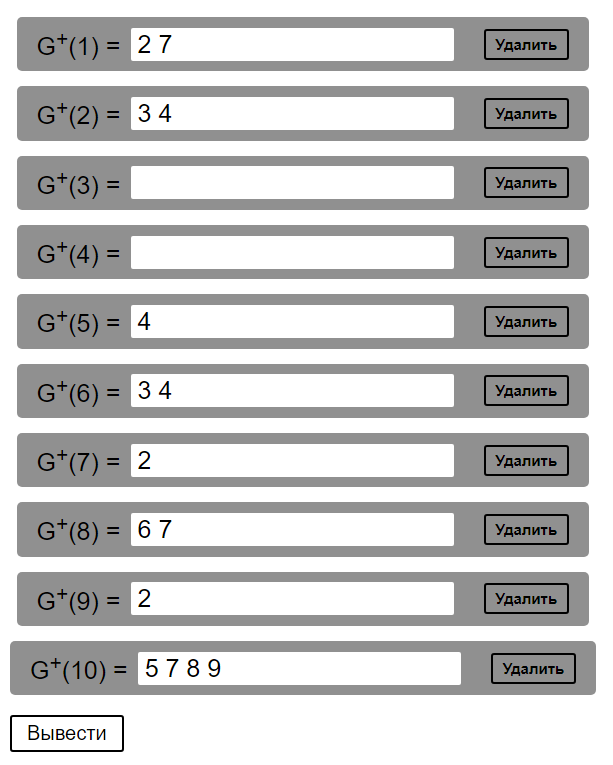 G⁺(1) = 2 7 Удалить
G⁺(2) = 3 4 Удалить
G⁺(3) = Удалить
G⁺(4) = Удалить
G⁺(5) = 4 Удалить
G⁺(6) = 3 4 Удалить
G⁺(7) = 2 Удалить
G⁺(8) = 6 7 Удалить
G⁺(9) = 2 Удалить
G⁺(10) = 5 7 8 9 Удалить
Вывести